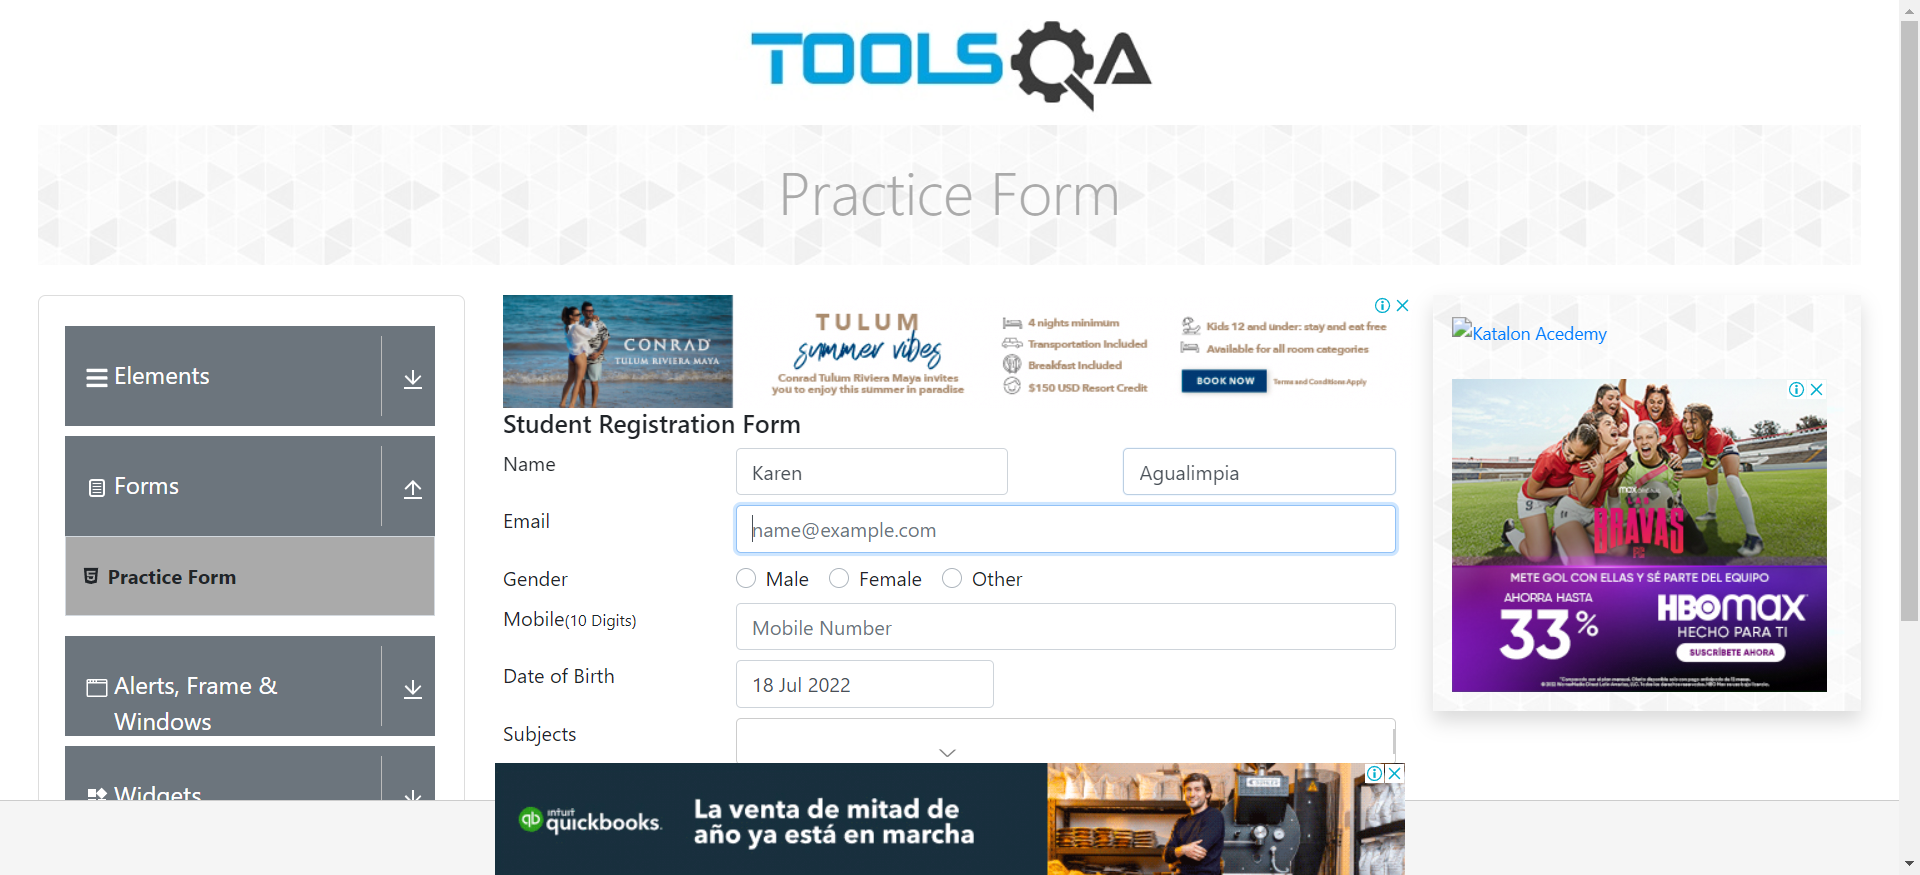 TOOLSQA
Practice Form
Elements
Forms
Practice Form
Alerts, Frame &
Windows
Widgets
CONRAD
TULUM RIVIERA MAYA
TULUM
summer vibes
Conrad Tulum Riviera Maya invites
you to enjoy this summer in paradise
4 nights minimum
Transportation Included
Breakfast Included
$150 USD Resort Credit
Kids 12 and under: stay and eat free
Available for all room categories
BOOK NOW
Terms and Conditions Apply
Student Registration Form
Name
Karen
Agualimpia
Email
name@example.com
Gender
Male
Female
Other
Mobile(10 Digits)
Mobile Number
Date of Birth
18 Jul 2022
Subjects
intuit
quickbooks.
La venta de mitad de
año ya está en marcha
Katalon Acedemy
BRAVAS
FC
METE GOL CON ELLAS Y SÉ PARTE DEL EQUIPO
AHORRA HASTA
33%
HBOmax
HECHO PARA TI
SUSCRÍBETE AHORA